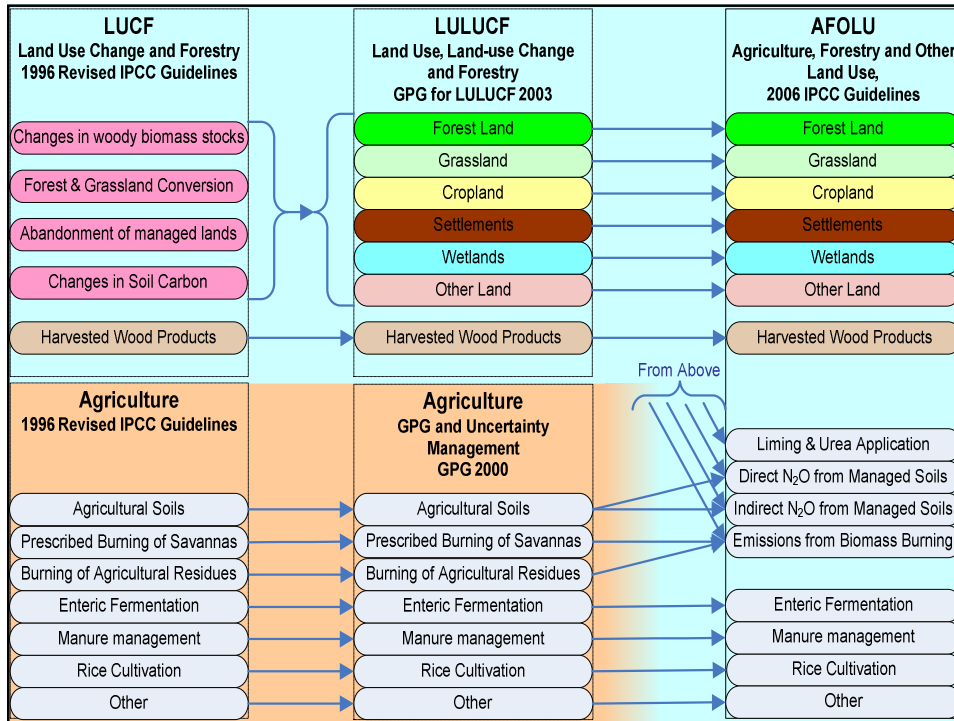 LUCF
Land Use Change and Forestry
1996 Revised IPCC Guidelines
Changes in woody biomass stocks
Forest & Grassland Conversion
Abandonment of managed lands
Changes in Soil Carbon
Harvested Wood Products
LULUCF
Land Use, Land-use Change
and Forestry
GPG for LULUCF 2003
Forest Land
Grassland
Cropland
Settlements
Wetlands
Other Land
Harvested Wood Products
AFOLU
Agriculture, Forestry and Other
Land Use,
2006 IPCC Guidelines
Forest Land
Grassland
Cropland
Settlements
Wetlands
Other Land
Harvested Wood Products
From Above
Agriculture
1996 Revised IPCC Guidelines
Agricultural Soils
Prescribed Burning of Savannas
Burning of Agricultural Residues
Enteric Fermentation
Manure management
Rice Cultivation
Other
Agriculture
GPG and Uncertainty
Management
GPG 2000
Agricultural Soils
Prescribed Burning of Savannas
Burning of Agricultural Residues
Enteric Fermentation
Manure management
Rice Cultivation
Other
Liming & Urea Application
Direct N₂O from Managed Soils
Indirect N₂O from Managed Soils
Emissions from Biomass Burning
Enteric Fermentation
Manure management
Rice Cultivation
Other